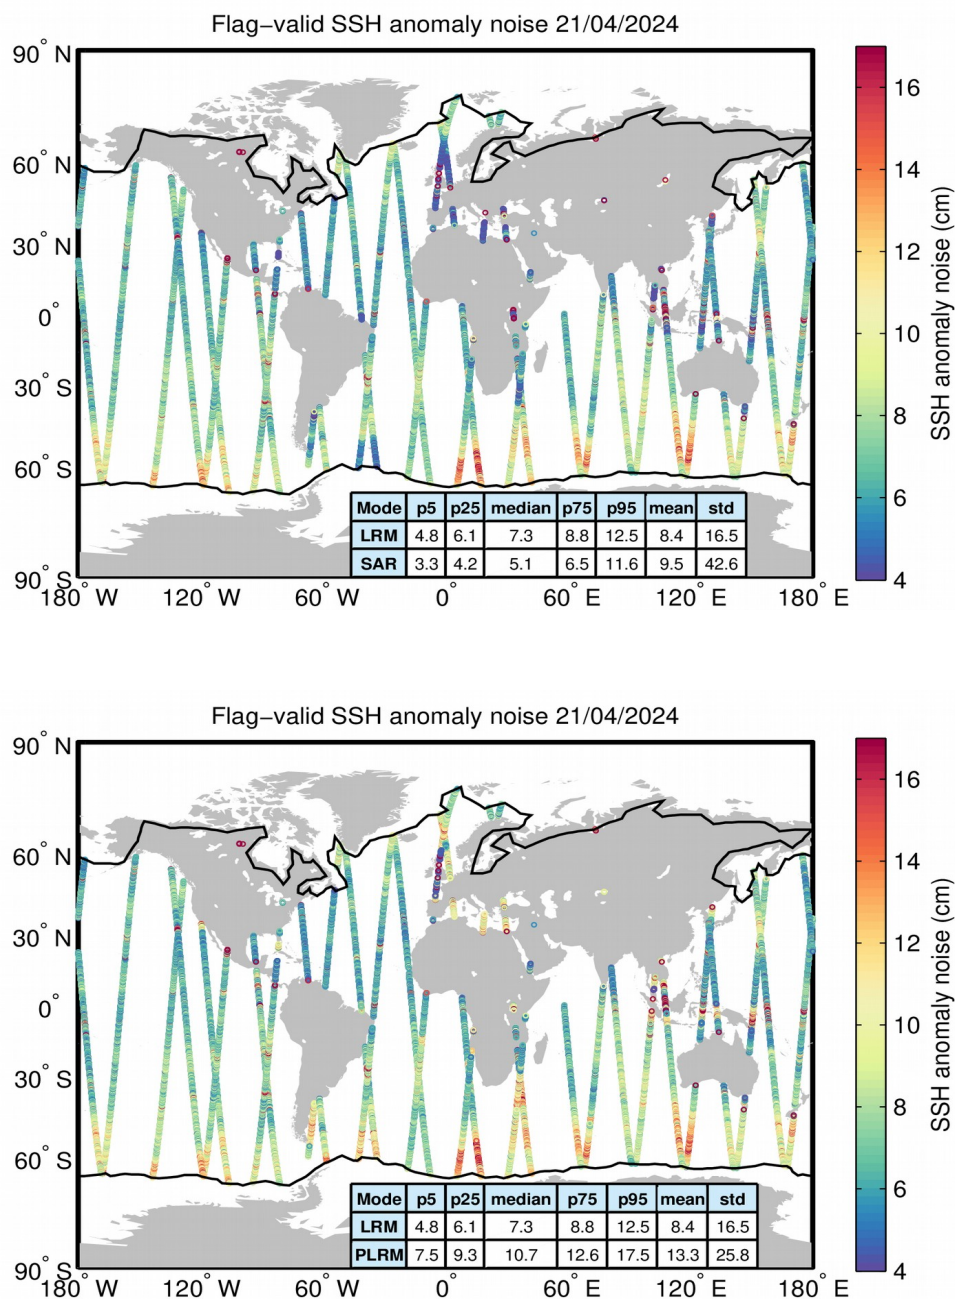 Flag−valid SSH anomaly noise 21/04/2024
90° N
60° N
30° N
0°
30° S
60° S
90° S
180° W 120° W 60° W 0° 60° E 120° E 180° E
Mode p5 p25 median p75 p95 mean std
LRM 4.8 6.1 7.3 8.8 12.5 8.4 16.5
SAR 3.3 4.2 5.1 6.5 11.6 9.5 42.6
16
14
12
10
8
6
4
SSH anomaly noise (cm)
Flag−valid SSH anomaly noise 21/04/2024
90° N
60° N
30° N
0°
30° S
60° S
90° S
180° W 120° W 60° W 0° 60° E 120° E 180° E
Mode p5 p25 median p75 p95 mean std
LRM 4.8 6.1 7.3 8.8 12.5 8.4 16.5
PLRM 7.5 9.3 10.7 12.6 17.5 13.3 25.8
16
14
12
10
8
6
4
SSH anomaly noise (cm)